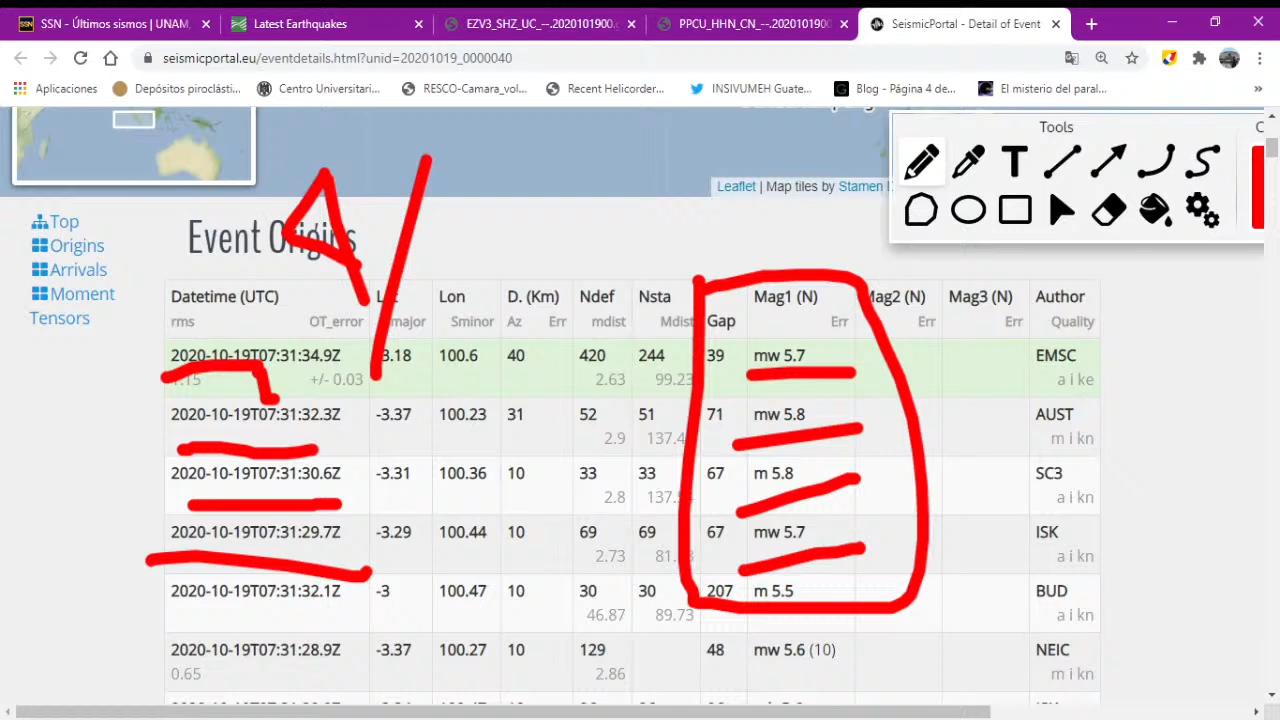 SSN - Últimos sismos | UNAM, Latest Earthquakes EZV3_SHZ_UC_--.2020101900. PPCU_HHN_CN_--.202010190 SeismicPortal - Detail of Event
seismicportal.eu/eventdetails.html?unid=20201019_0000040
Aplicaciones Depósitos piroclásti... Centro Universitari... RESCO-Camara_vol... Recent Helicorder... INSIVUMEH Guate... Blog - Página 4 de... El misterio del paral... »
Tools
Leaflet | Map tiles by Stamen
Top
Origins
Arrivals
Moment
Tensors
Event Origins
Datetime (UTC) Lat Lon D. (Km) Ndef Nsta Gap Mag1 (N) Mag2 (N) Mag3 (N) Author
rms OT_error major Sminor Az Err mdist Mdist Err Err Err Quality
2020-10-19T07:31:34.9Z -3.18 100.6 40 420 244 39 mw 5.7 EMSC
1.15 +/- 0.03 2.63 99.23 a i ke
2020-10-19T07:31:32.3Z -3.37 100.23 31 52 51 71 mw 5.8 AUST
2.9 m i kn
2020-10-19T07:31:30.6Z -3.31 100.36 10 33 33 67 m 5.8 SC3
2.8 a i kn
2020-10-19T07:31:29.7Z -3.29 100.44 10 69 69 67 mw 5.7 ISK
2.73 a i kn
2020-10-19T07:31:32.1Z -3 100.47 10 30 30 207 m 5.5 BUD
46.87 89.73 a i kn
2020-10-19T07:31:28.9Z -3.37 100.27 10 129 48 mw 5.6 (10) NEIC
0.65 2.86 m i kn